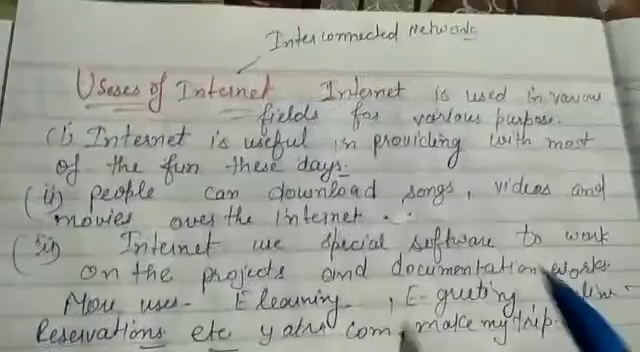 Interconnected Network
Useses of Internet Internet is used in various
fields for various purpose.
(i) Internet is useful in providing with most
of the fun these days.
(ii) people can download songs, videos and
movies over the Internet.
(iii) Internet use special software to work
on the projects and documentation works.
More uses- E learning, E-greeting, line-
Reservations etc yatra com, make my trip